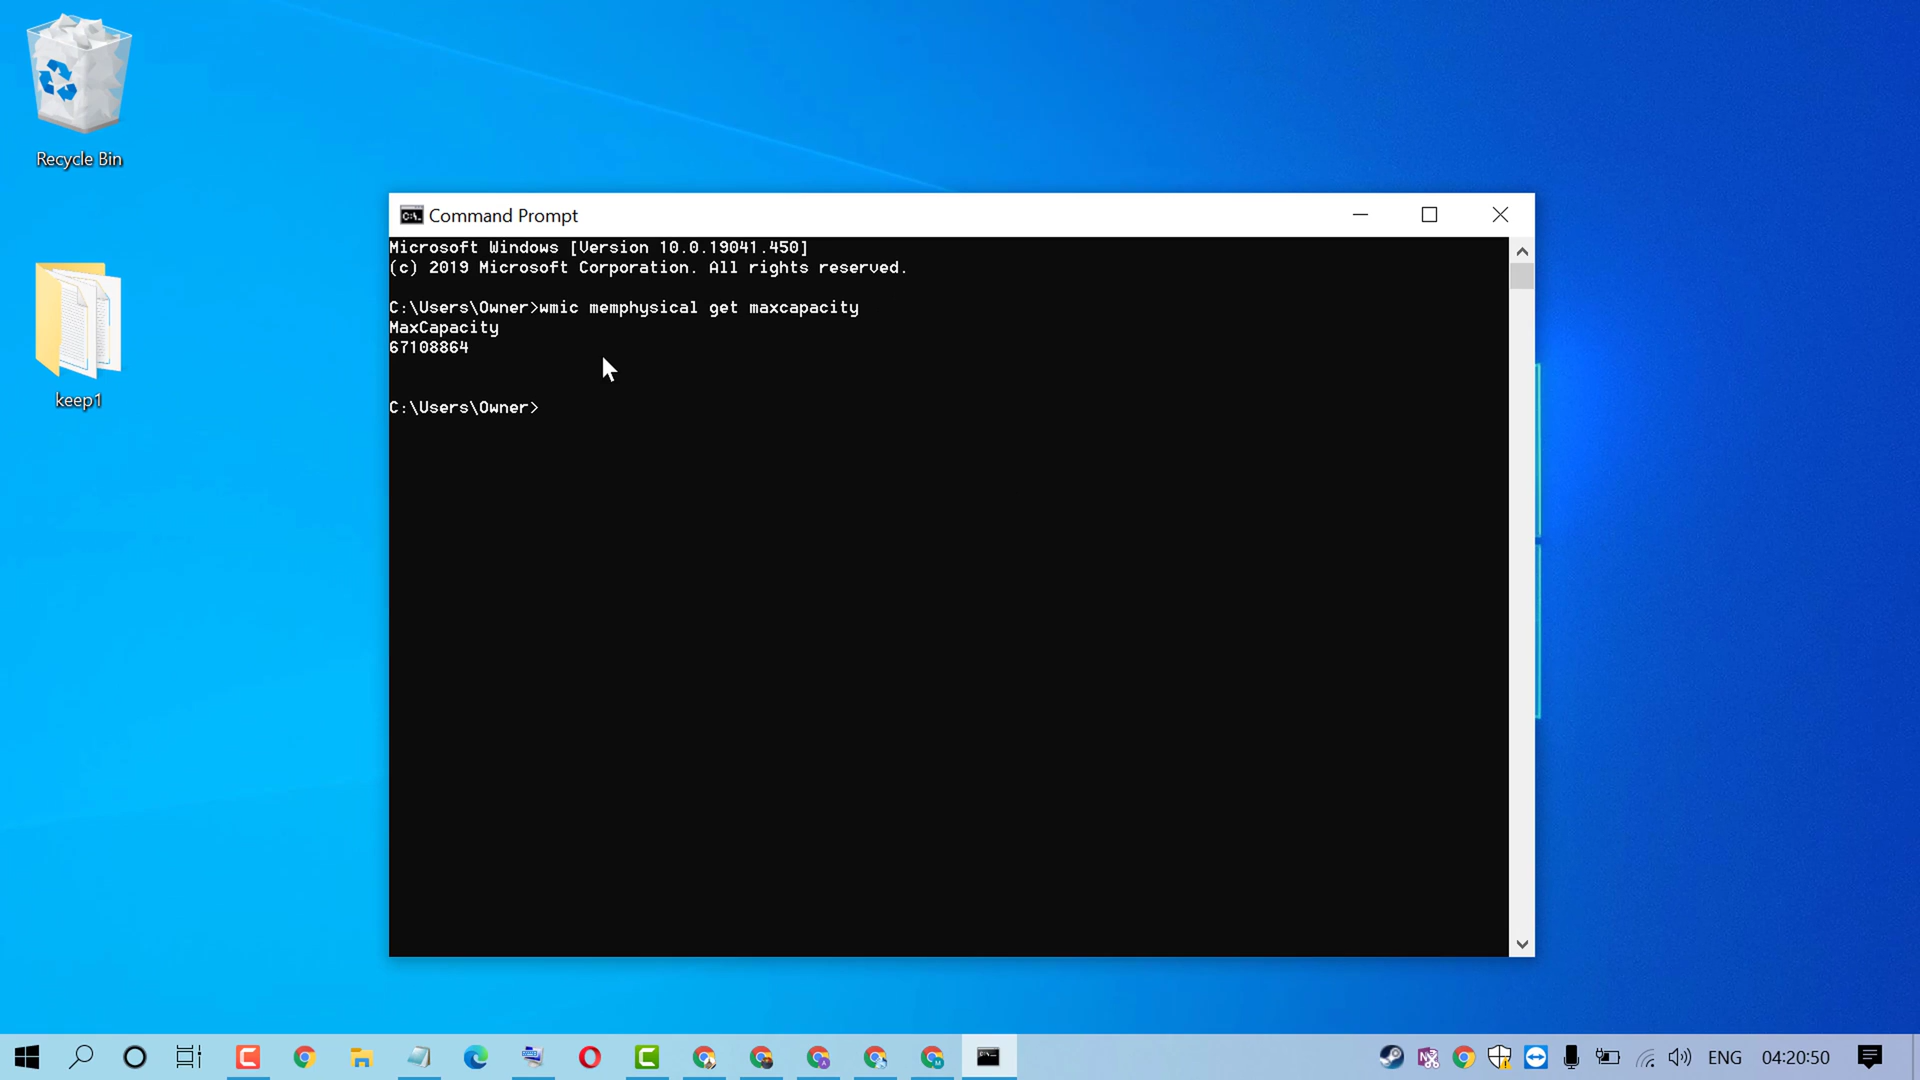 Recycle Bin
keep1
Command Prompt
Microsoft Windows [Version 10.0.19041.450]
(c) 2019 Microsoft Corporation. All rights reserved.
C:\Users\Owner>wmic memphysical get maxcapacity
MaxCapacity
67108864
C:\Users\Owner>
ENG
04:20:50